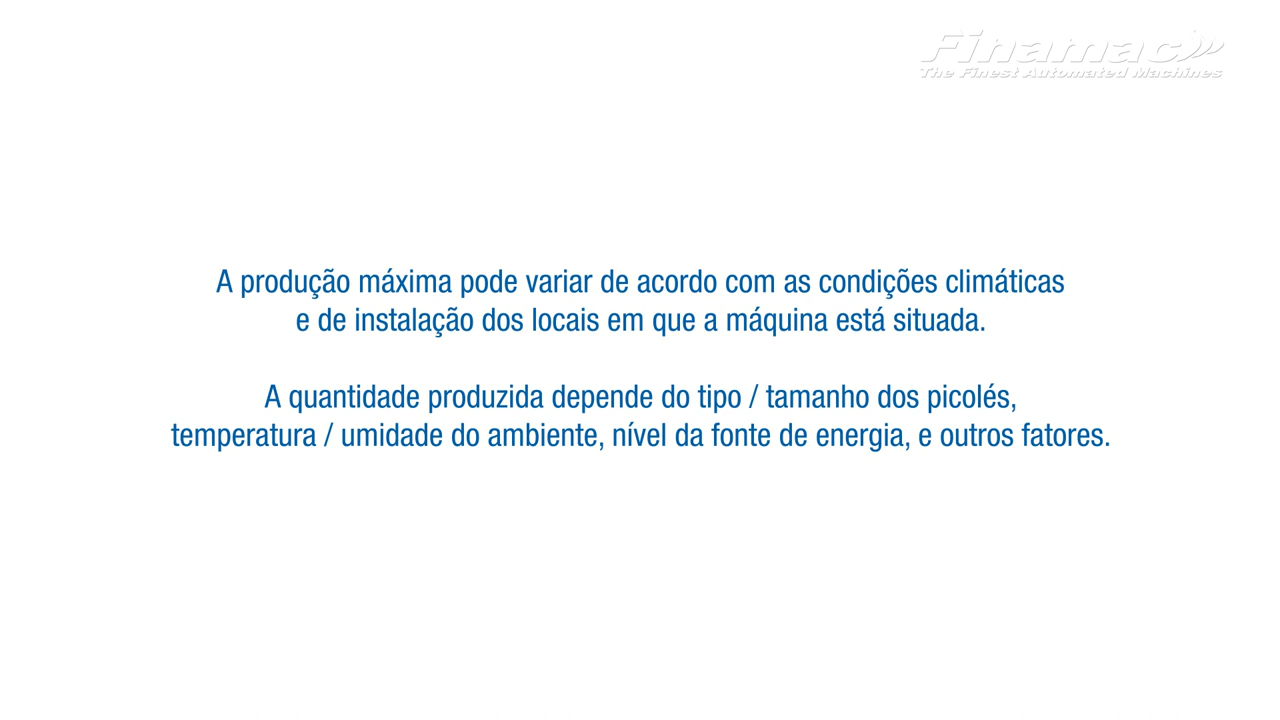 Finamac
The Finest Automated Machines
A produção máxima pode variar de acordo com as condições climáticas
e de instalação dos locais em que a máquina está situada.
A quantidade produzida depende do tipo / tamanho dos picolés,
temperatura / umidade do ambiente, nível da fonte de energia, e outros fatores.